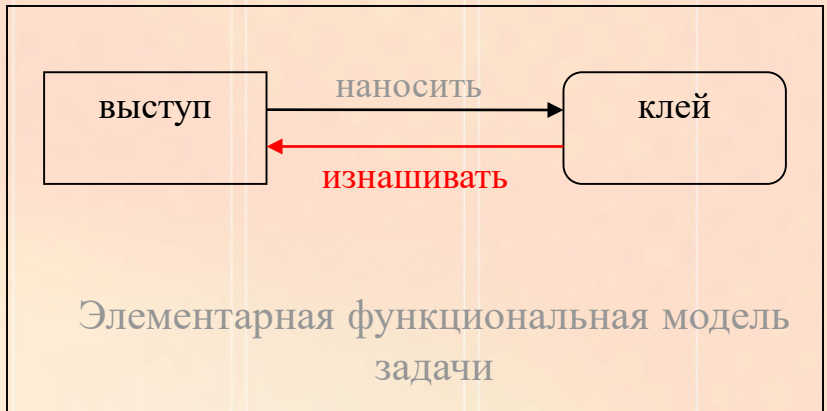 наносить
выступ
клей
изнашивать
Элементарная функциональная модель
задачи